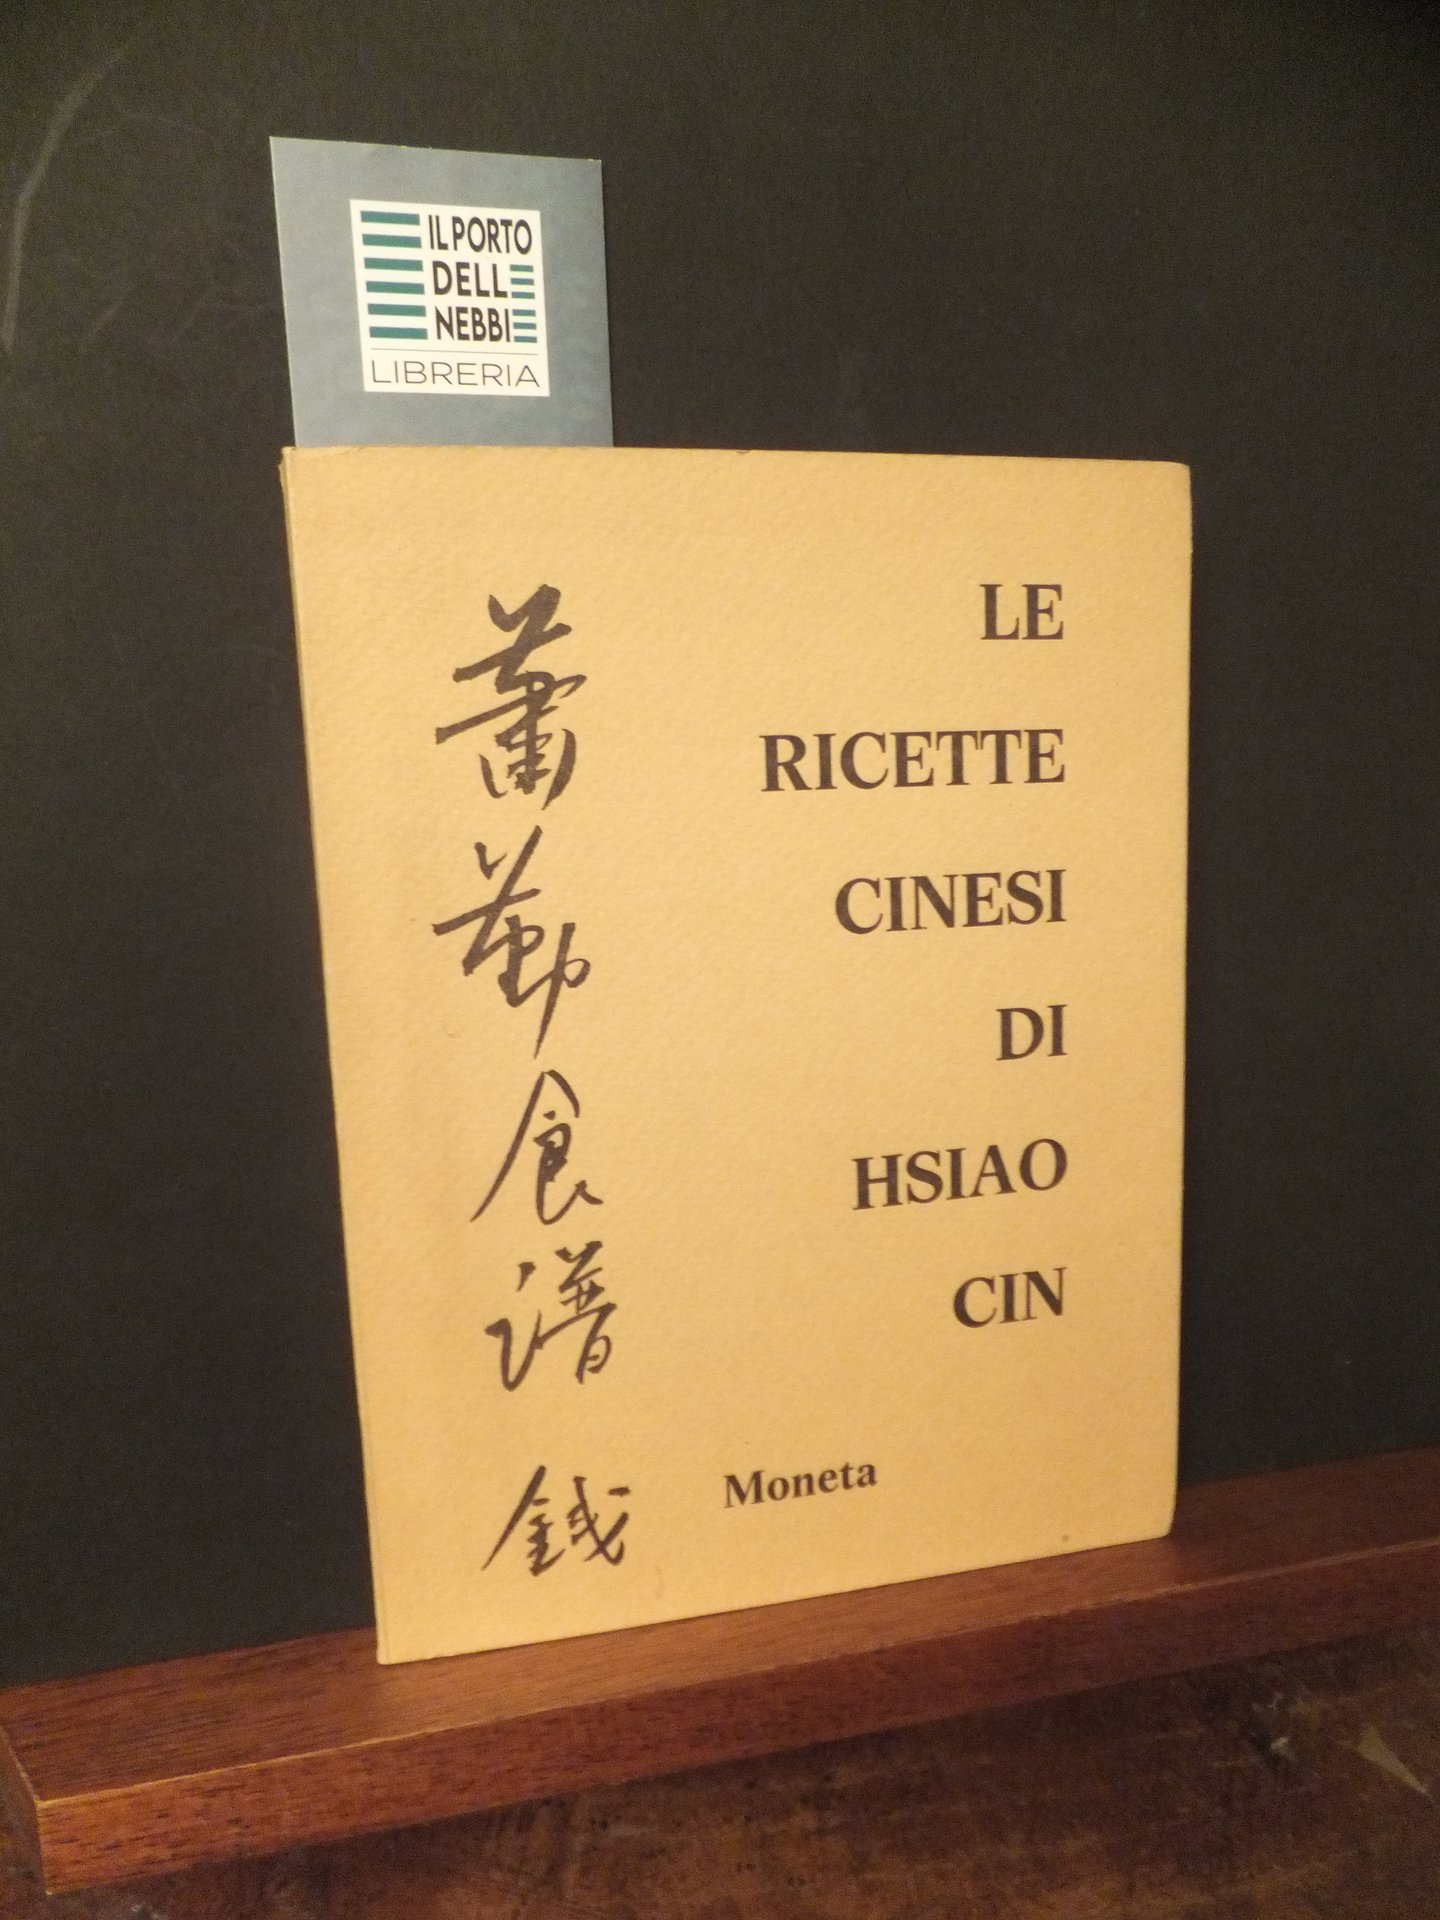 IL PORTO
DELLE
NEBBIE
LIBRERIA
蕭勤食譜
錢
LE
RICETTE
CINESI
DI
HSIAO
CIN
Moneta